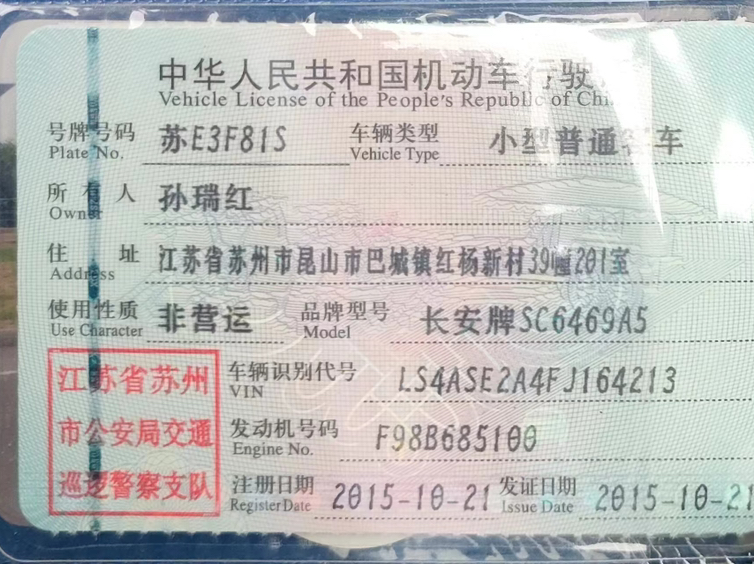 中华人民共和国机动车行驶
Vehicle License of the People's Republic of Chi
号牌号码 苏E3F81S 车辆类型 小型普通客车
Plate No. Vehicle Type
所有人 孙瑞红
Owner
住址 江苏省苏州市昆山市巴城镇红杨新村39幢201室
Address
使用性质 非营运 品牌型号 长安牌SC6469A5
Use Character Model
江苏省苏州
市公安局交通
巡逻警察支队
车辆识别代号 LS4ASE2A4FJ164213
VIN
发动机号码 F98B685100
Engine No.
注册日期 2015-10-21 发证日期 2015-10-21
Register Date Issue Date